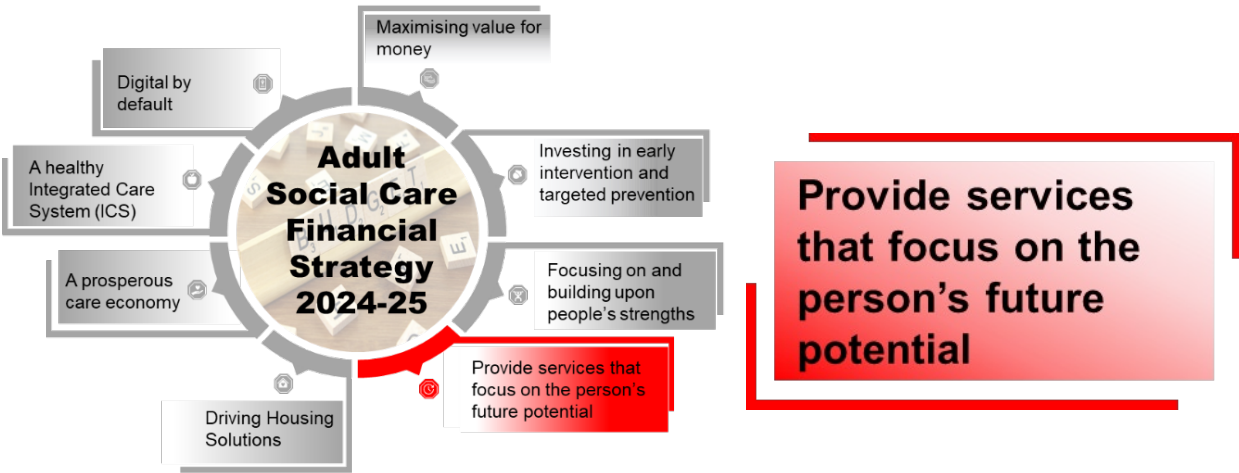 Maximising value for
money
Digital by
default
Investing in early
intervention and
targeted prevention
A healthy
Integrated Care
System (ICS)
Adult
Social Care
Financial
Strategy
2024-25
Focusing on and
building upon
people's strengths
A prosperous
care economy
Provide services that
focus on the person's
future potential
Driving Housing
Solutions
Provide services
that focus on the
person's future
potential